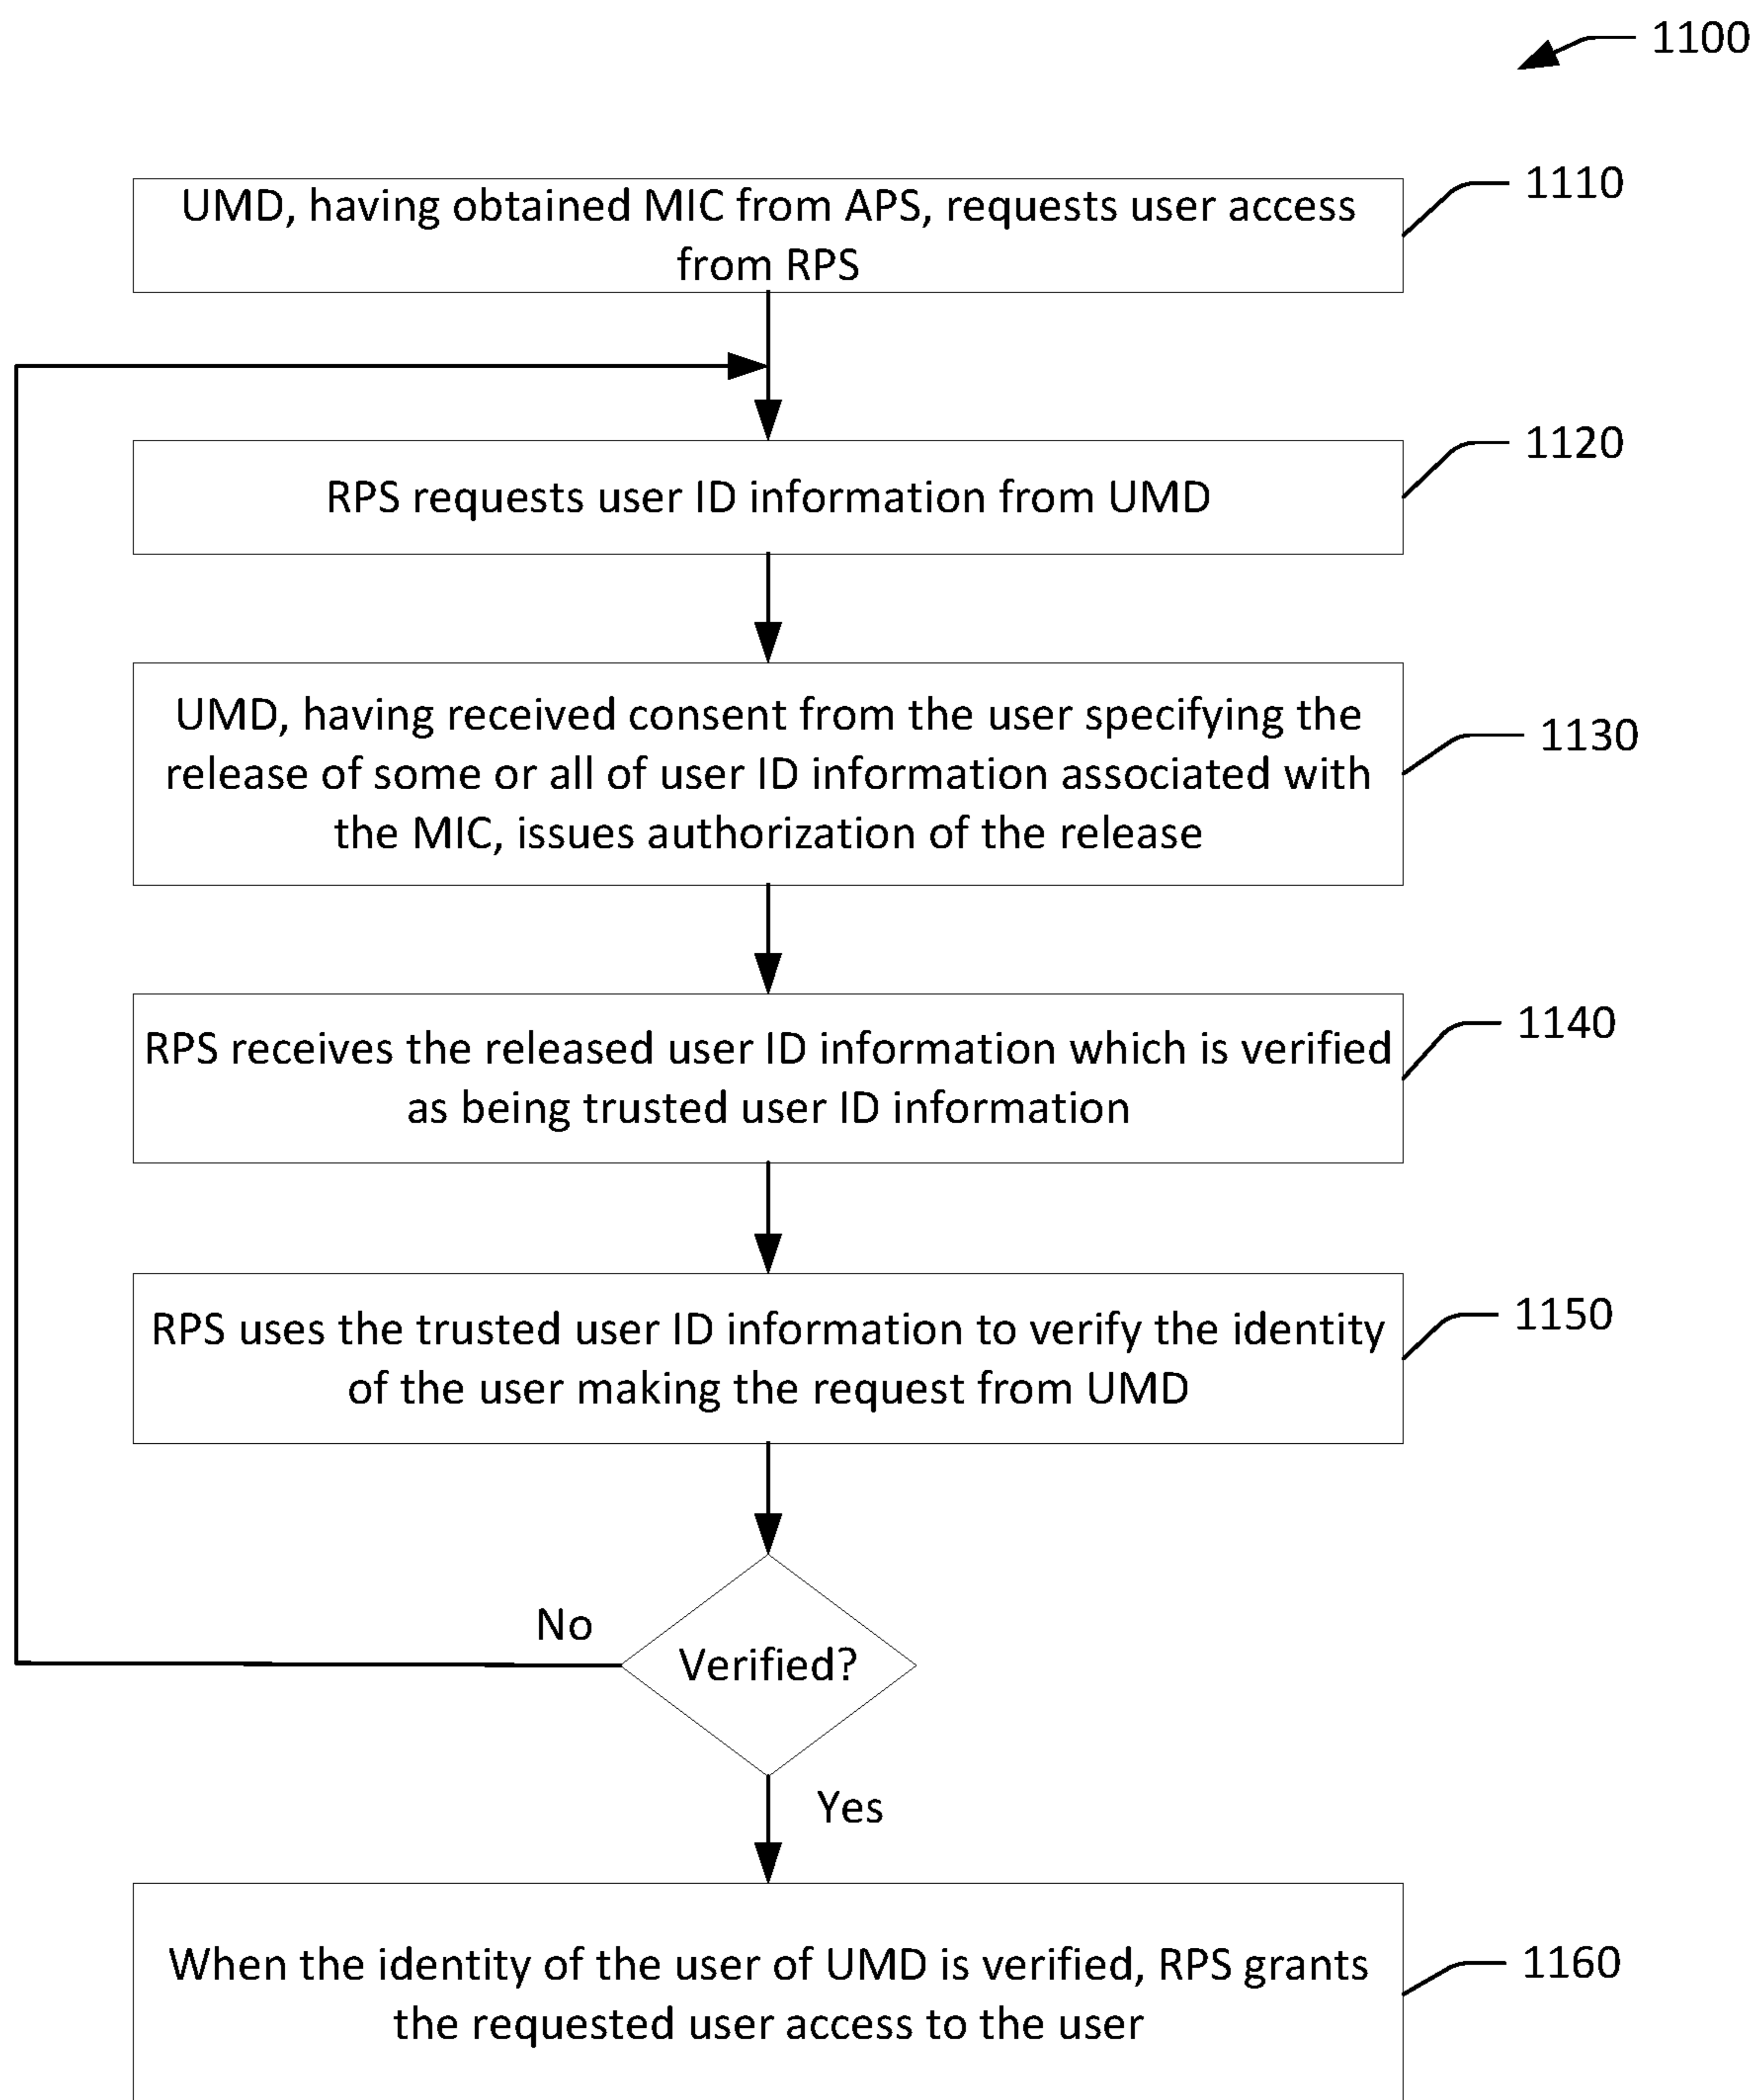 1100
UMD, having obtained MIC from APS, requests user access
from RPS
1110
RPS requests user ID information from UMD
1120
UMD, having received consent from the user specifying the
release of some or all of user ID information associated with
the MIC, issues authorization of the release
1130
RPS receives the released user ID information which is verified
as being trusted user ID information
1140
RPS uses the trusted user ID information to verify the identity
of the user making the request from UMD
1150
No
Verified?
Yes
When the identity of the user of UMD is verified, RPS grants
the requested user access to the user
1160